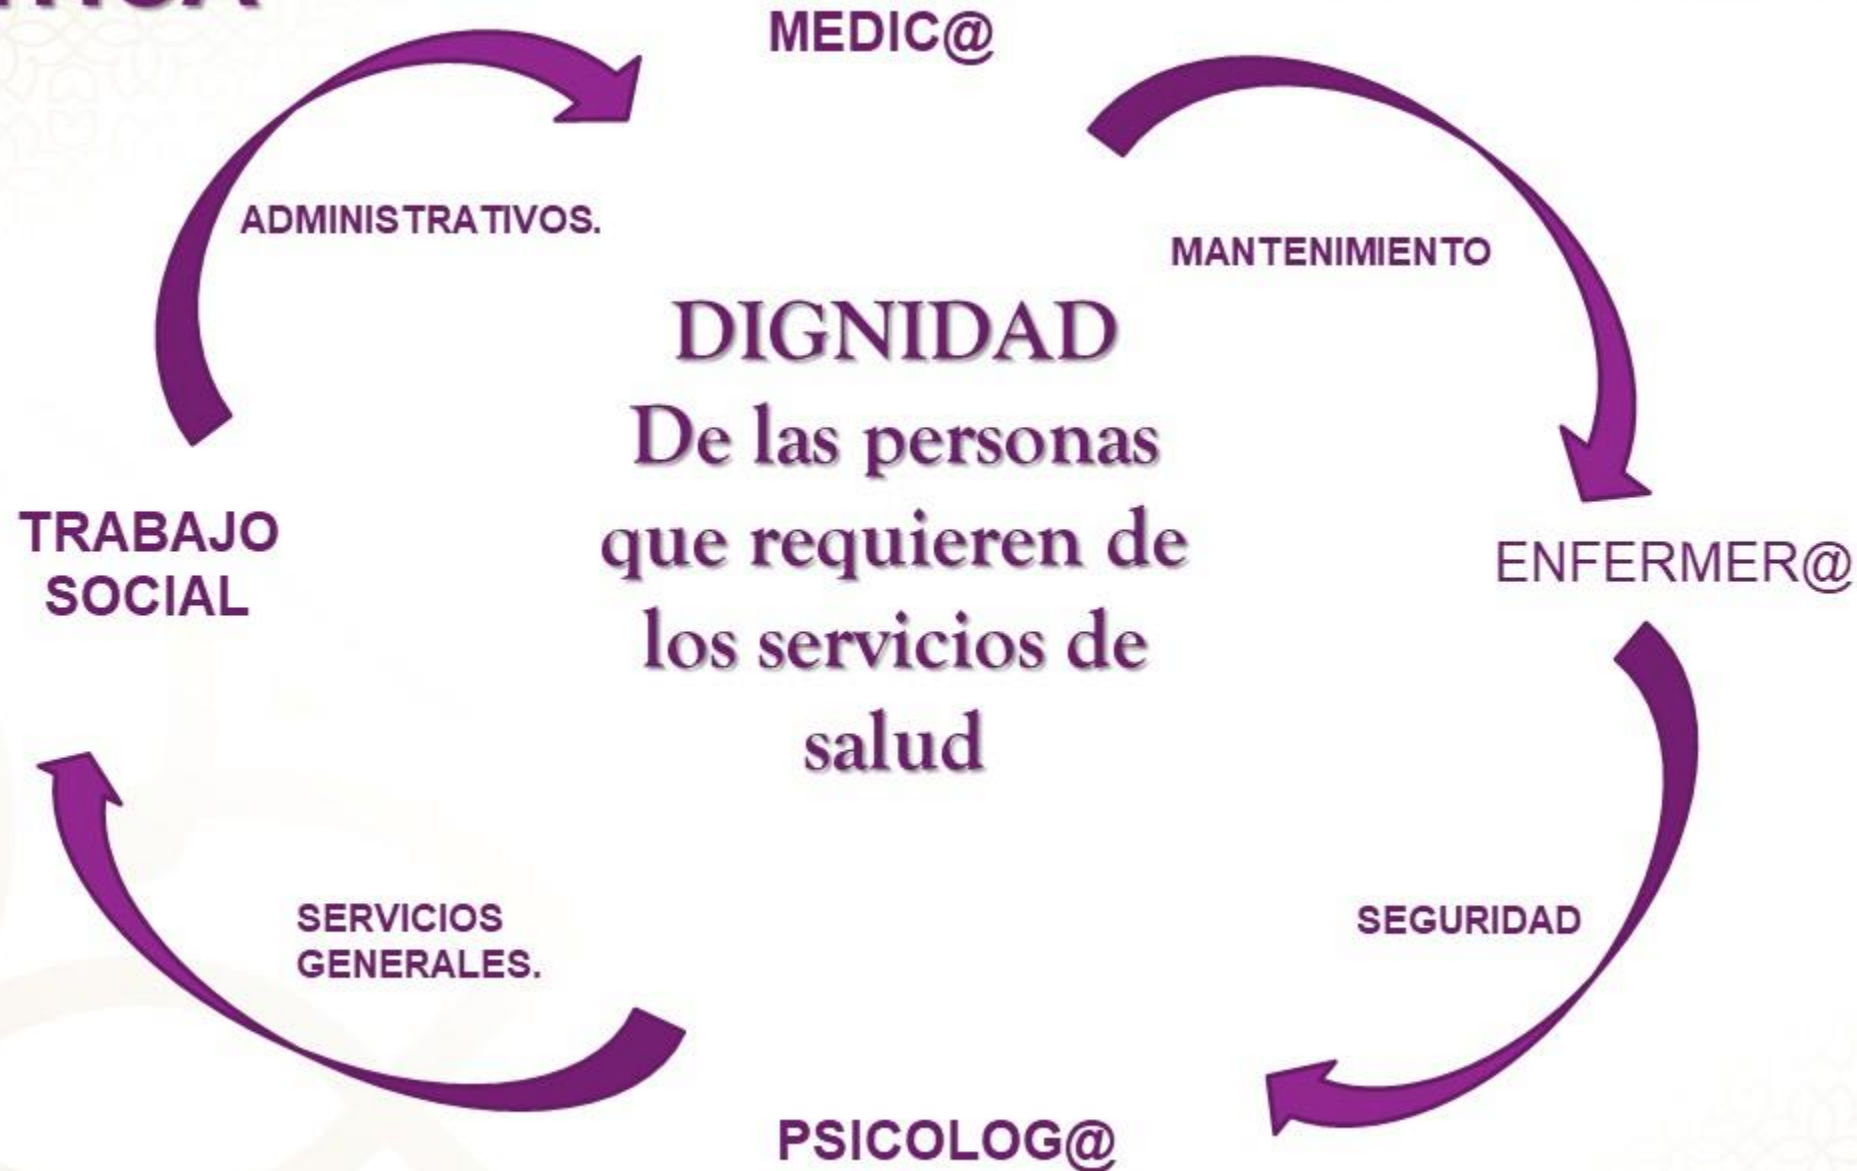 MEDIC@
ADMINISTRATIVOS.
MANTENIMIENTO
DIGNIDAD
De las personas
que requieren de
los servicios de
salud
TRABAJO
SOCIAL
ENFERMER@
SERVICIOS
GENERALES.
SEGURIDAD
PSICOLOG@